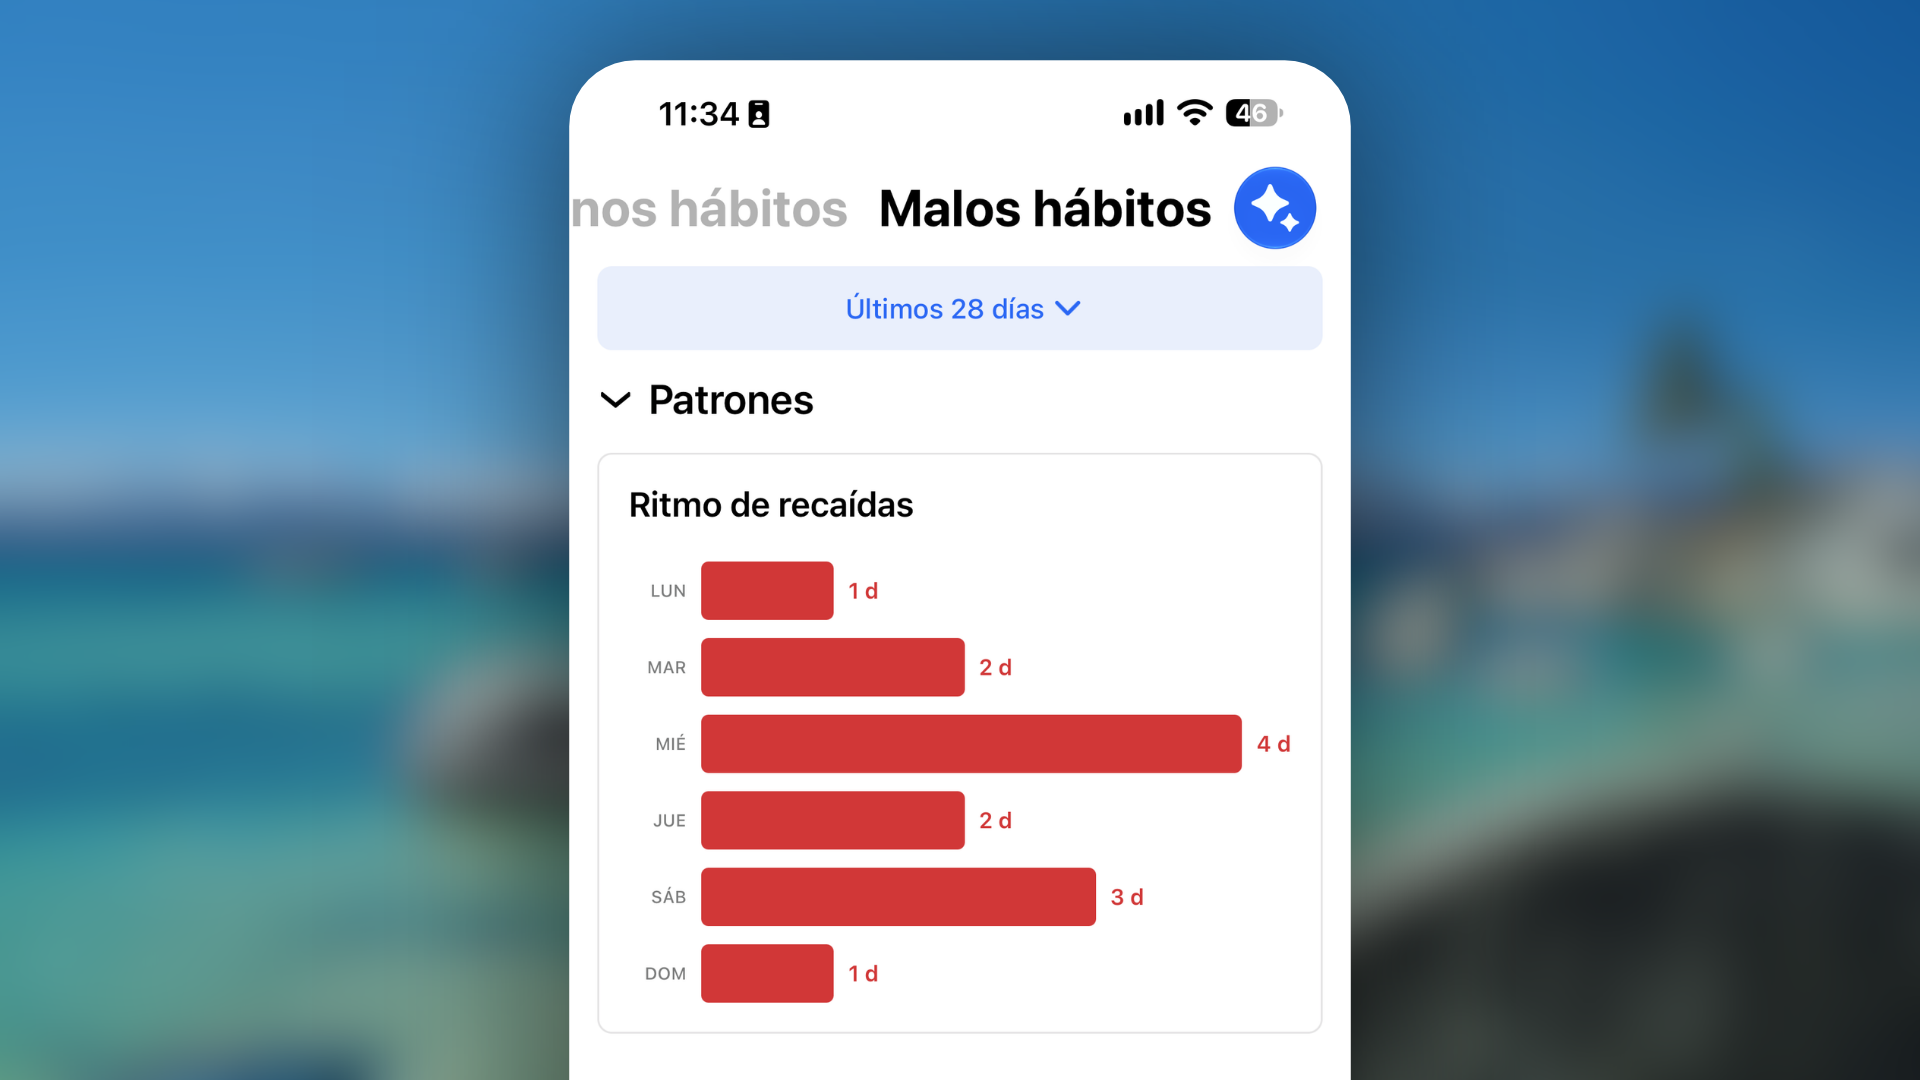 11:34
46
nos hábitos Malos hábitos
Últimos 28 días
Patrones
Ritmo de recaídas
LUN 1 d
MAR 2 d
MIÉ 4 d
JUE 2 d
SÁB 3 d
DOM 1 d